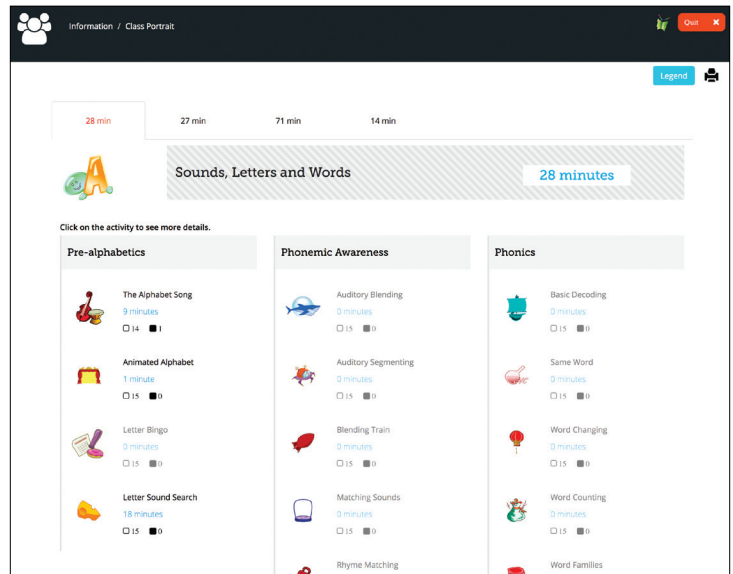 Information / Class Portrait
Quit ×
Legend
28 min 27 min 71 min 14 min
A
Sounds, Letters and Words 28 minutes
Click on the activity to see more details.
Pre-alphabetics
The Alphabet Song
9 minutes
14 1
Animated Alphabet
1 minute
15 0
Letter Bingo
0 minutes
15 0
Letter Sound Search
18 minutes
15 0
Phonemic Awareness
Auditory Blending
0 minutes
15 0
Auditory Segmenting
0 minutes
15 0
Blending Train
0 minutes
15 0
Matching Sounds
0 minutes
15 0
Rhyme Matching
Phonics
Basic Decoding
0 minutes
15 0
Same Word
0 minutes
15 0
Word Changing
0 minutes
15 0
Word Counting
0 minutes
15 0
Word Families